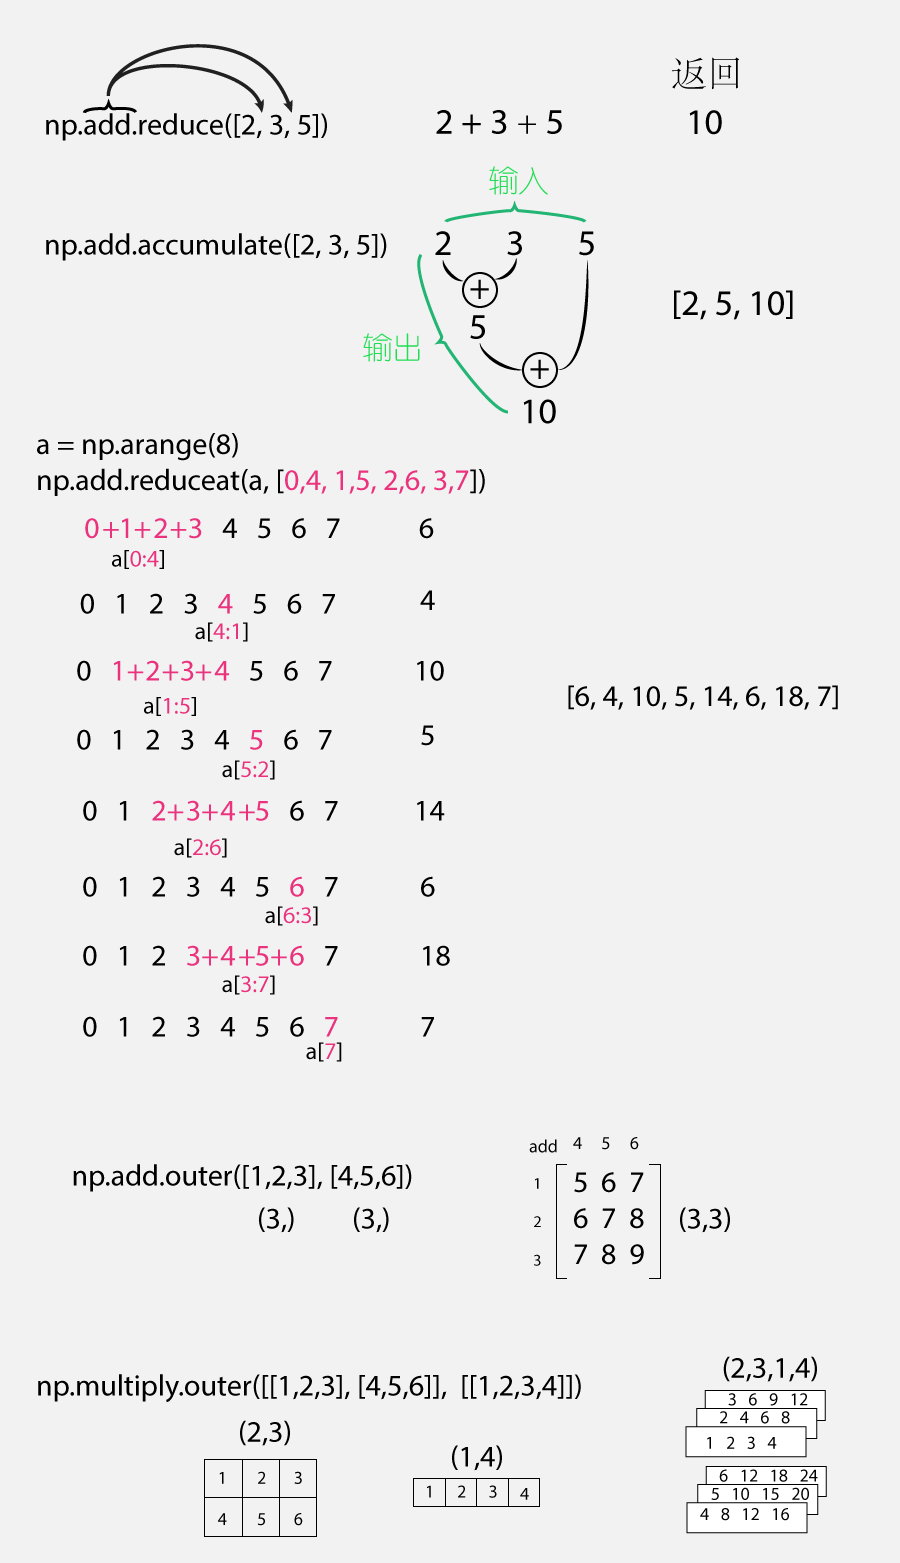 返回
np.add.reduce([2, 3, 5]) 2 + 3 + 5 10
输入
np.add.accumulate([2, 3, 5]) 2 3 5
+
[2, 5, 10]
5
输出
+
10
a = np.arange(8)
np.add.reduceat(a, [0,4, 1,5, 2,6, 3,7])
0+1+2+3 4 5 6 7 6
a[0:4]
0 1 2 3 4 5 6 7 4
a[4:1]
0 1+2+3+4 5 6 7 10
[6, 4, 10, 5, 14, 6, 18, 7]
a[1:5]
0 1 2 3 4 5 6 7 5
a[5:2]
0 1 2+3+4+5 6 7 14
a[2:6]
0 1 2 3 4 5 6 7 6
a[6:3]
0 1 2 3+4+5+6 7 18
a[3:7]
0 1 2 3 4 5 6 7 7
a[7]
add 4 5 6
np.add.outer([1,2,3], [4,5,6])
1 5 6 7
(3,) (3,)
2 6 7 8 (3,3)
3 7 8 9
(2,3,1,4)
np.multiply.outer([[1,2,3], [4,5,6]], [[1,2,3,4]])
3 6 9 12
2 4 6 8
1 2 3 4
(2,3)
(1,4)
1 2 3
4 5 6
1 2 3 4
6 12 18 24
5 10 15 20
4 8 12 16